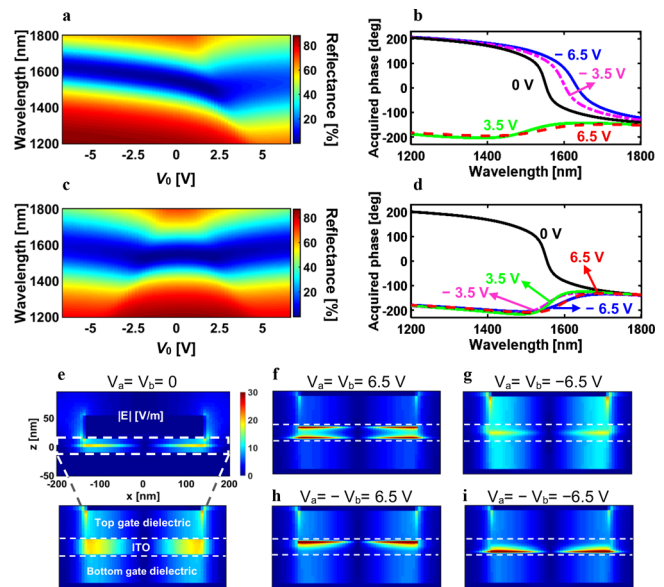 a
Wavelength [nm]
1800
1600
1400
1200
-5
-2.5
0
2.5
5
V0 [V]
80
60
40
20
Reflectance [%]
b
Acquired phase [deg]
200
100
0
-100
-200
− 6.5 V
− 3.5 V
0 V
3.5 V
6.5 V
1200
1400
1600
1800
Wavelength [nm]
c
Wavelength [nm]
1800
1600
1400
1200
-5
-2.5
0
2.5
5
V0 [V]
80
60
40
20
Reflectance [%]
d
Acquired phase [deg]
200
100
0
-100
-200
0 V
6.5 V
3.5 V
− 3.5 V
− 6.5 V
1200
1400
1600
1800
Wavelength [nm]
e
Va= Vb= 0
|E| [V/m]
z [nm]
50
0
-50
-200
-100
0
100
200
x [nm]
30
20
10
0
Top gate dielectric
ITO
Bottom gate dielectric
f
Va= Vb= 6.5 V
g
Va= Vb= −6.5 V
h
Va= − Vb= 6.5 V
i
Va= − Vb= −6.5 V